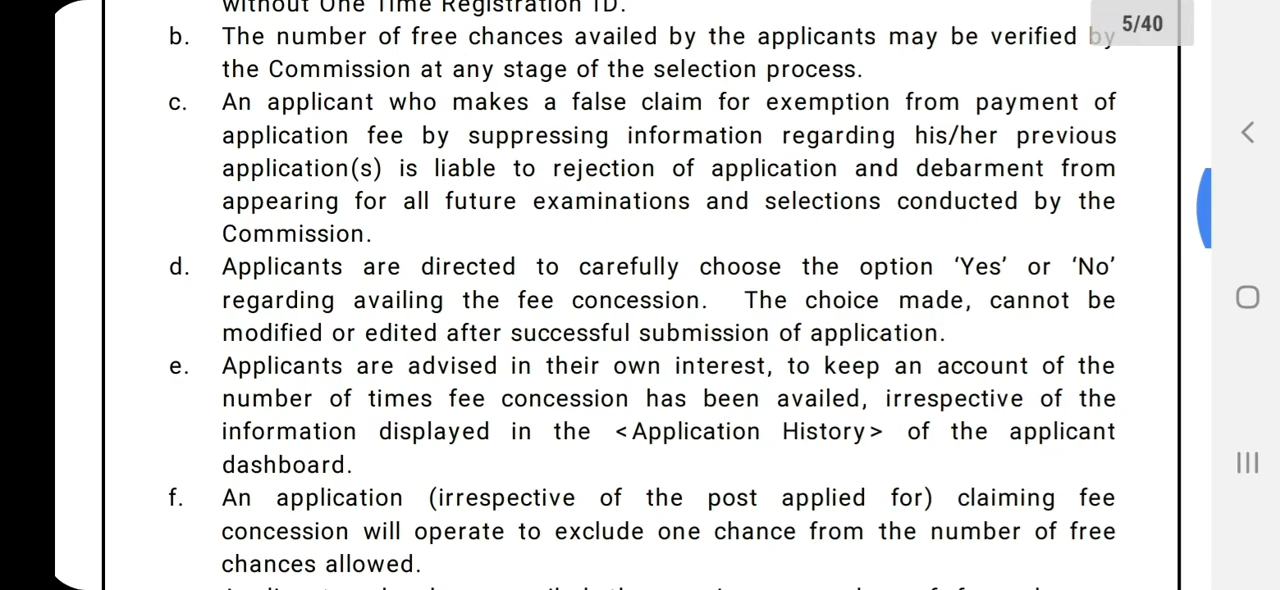 without One Time Registration ID.
5/40
b. The number of free chances availed by the applicants may be verified by
the Commission at any stage of the selection process.
c. An applicant who makes a false claim for exemption from payment of
application fee by suppressing information regarding his/her previous
application(s) is liable to rejection of application and debarment from
appearing for all future examinations and selections conducted by the
Commission.
d. Applicants are directed to carefully choose the option ‘Yes’ or ‘No’
regarding availing the fee concession. The choice made, cannot be
modified or edited after successful submission of application.
e. Applicants are advised in their own interest, to keep an account of the
number of times fee concession has been availed, irrespective of the
information displayed in the <Application History> of the applicant
dashboard.
f. An application (irrespective of the post applied for) claiming fee
concession will operate to exclude one chance from the number of free
chances allowed.